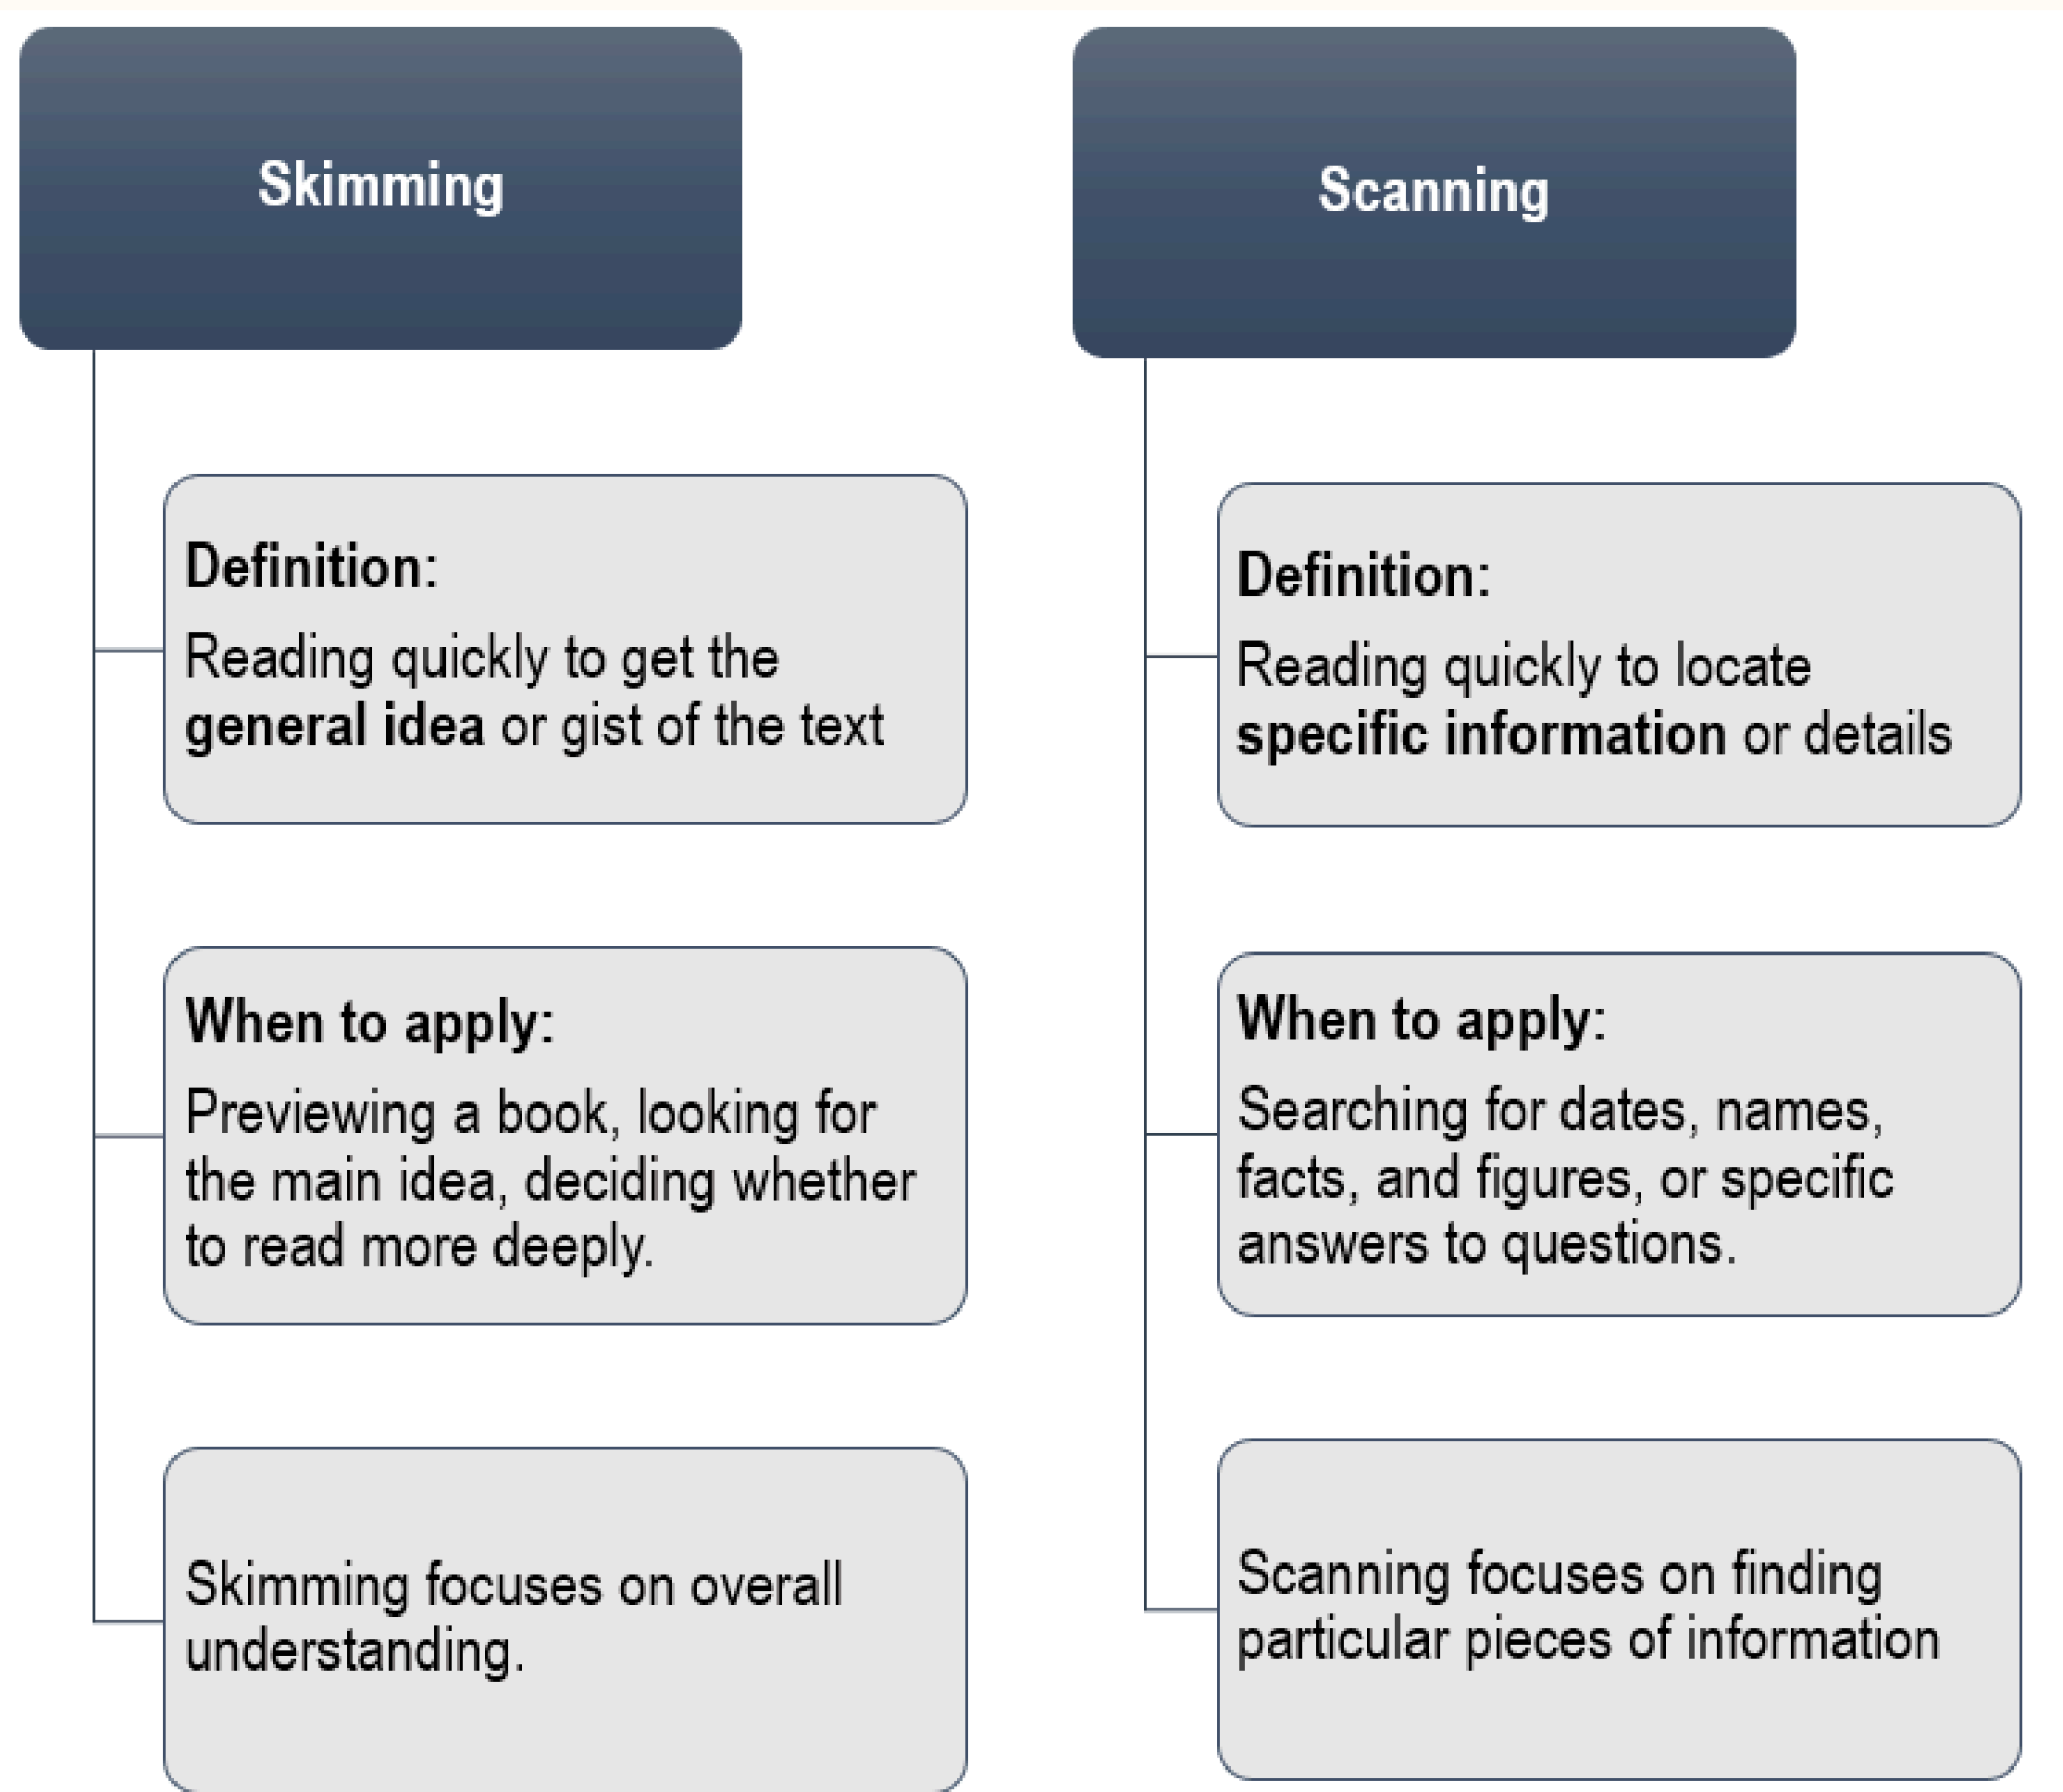 Skimming
Definition:
Reading quickly to get the
general idea or gist of the text
When to apply:
Previewing a book, looking for
the main idea, deciding whether
to read more deeply.
Skimming focuses on overall
understanding.
Scanning
Definition:
Reading quickly to locate
specific information or details
When to apply:
Searching for dates, names,
facts, and figures, or specific
answers to questions.
Scanning focuses on finding
particular pieces of information